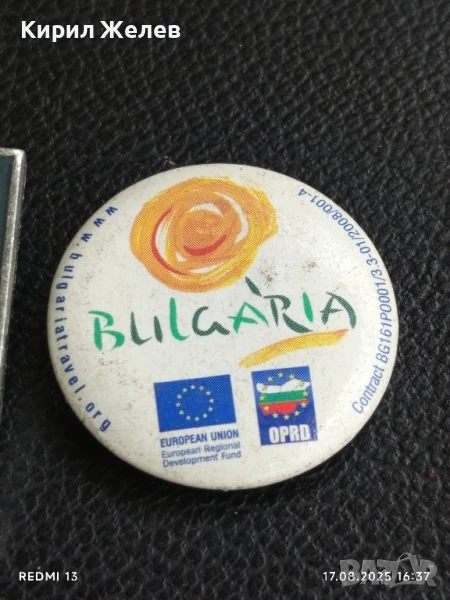 Кирил Желев
www.bulgariatravel.org
BULGARIA
Contract BG161PO001/3.3-01/2008/001-4
EUROPEAN UNION
European Regional
Development Fund
OPRD
REDMI 13
17.08.2025 16:37
BAZAR